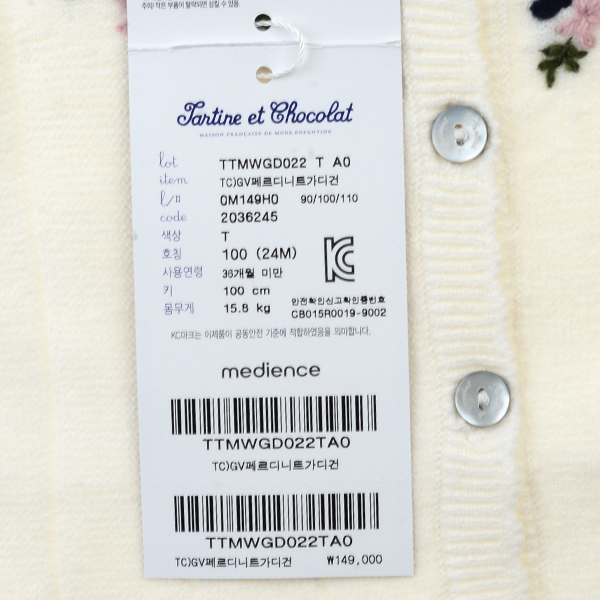 주의! 작은 부품이 탈락되면 삼킬 수 있음.
Tartine et Chocolat
MAISON FRANÇAISE DE MODE ENFANTINE
lot TTMWGD022 T A0
item TC)GV페르디니트가디건
l/# 0M149H0 90/100/110
code 2036245
색상 T
호칭 100 (24M)
사용연령 36개월 미만
키 100 cm
몸무게 15.8 kg
안전확인신고확인증번호
CB015R0019-9002
KC마크는 이제품이 공동안전 기준에 적합하였음을 의미합니다.
medience
TTMWGD022TA0
TC)GV페르디니트가디건
TTMWGD022TA0
TC)GV페르디니트가디건 ₩149,000